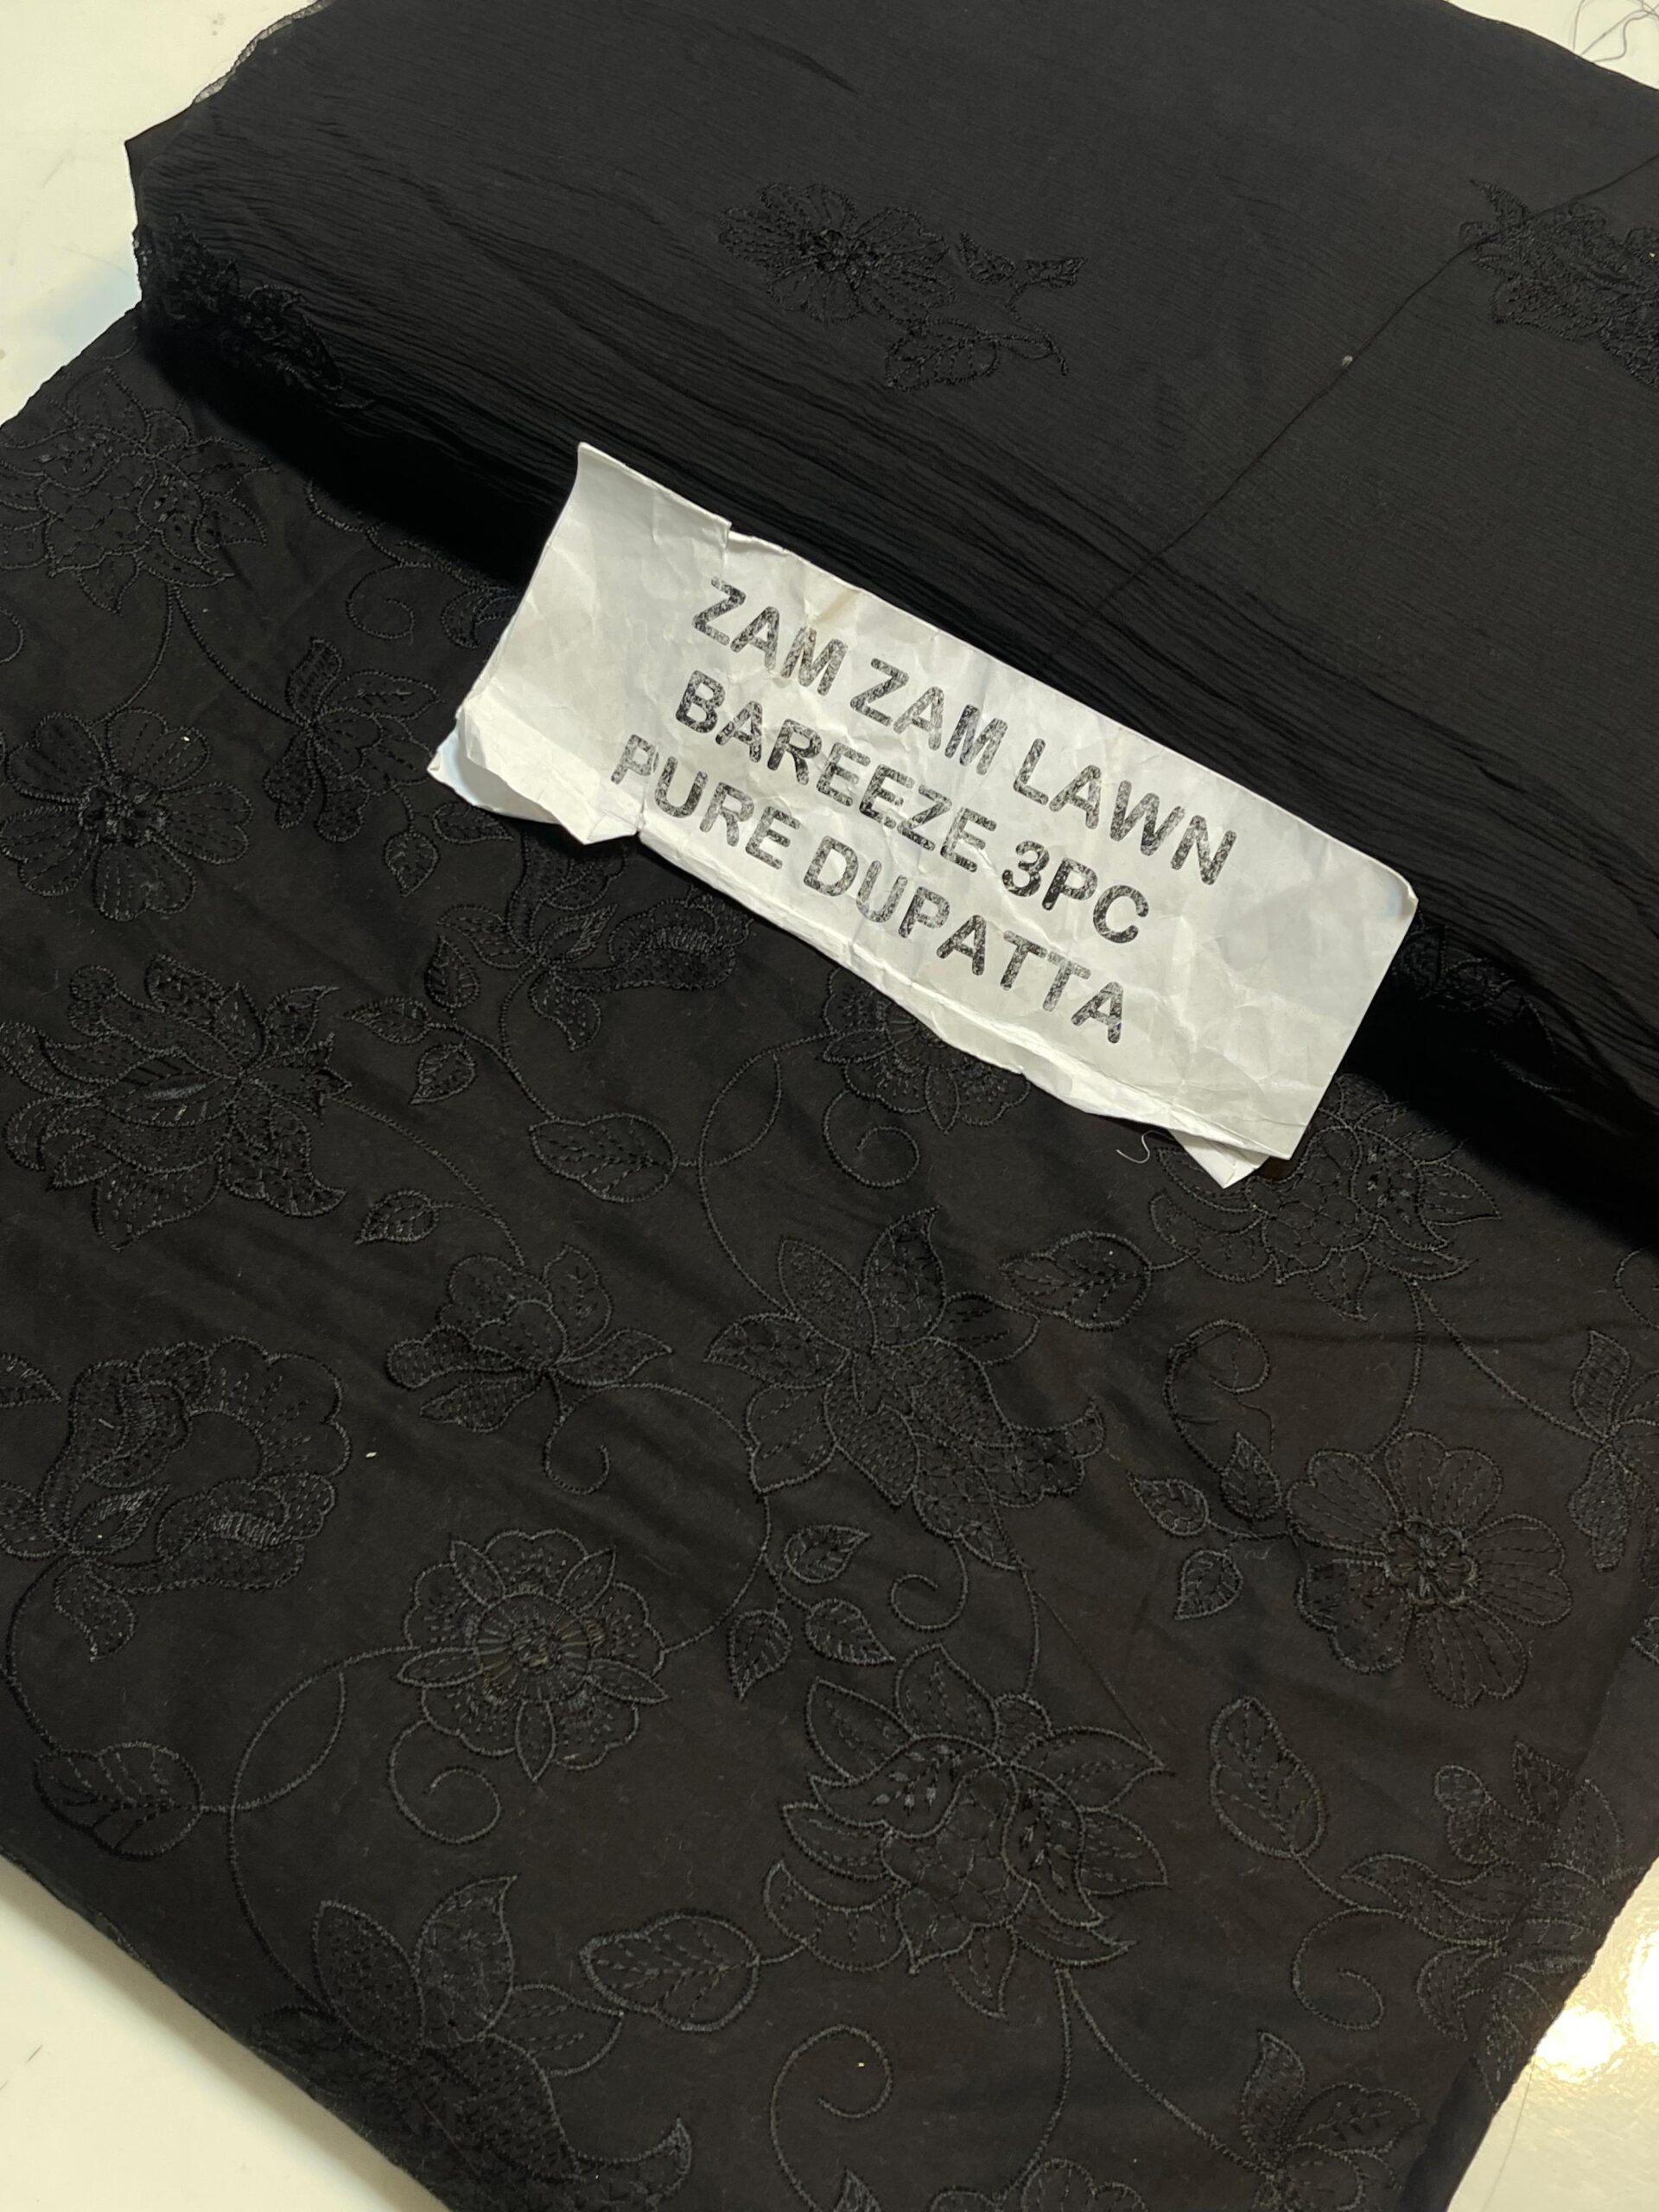 ZAM ZAM LAWN
BAREEZE 3PC
PURE DUPATTA